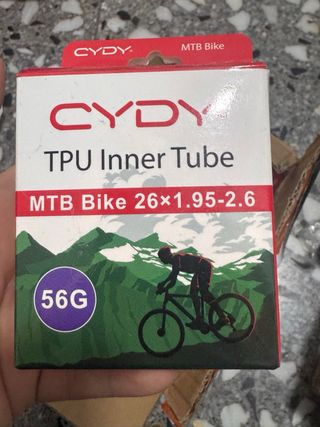 CYDY MTB Bike
CYDY
TPU Inner Tube
MTB Bike 26×1.95-2.6
56G